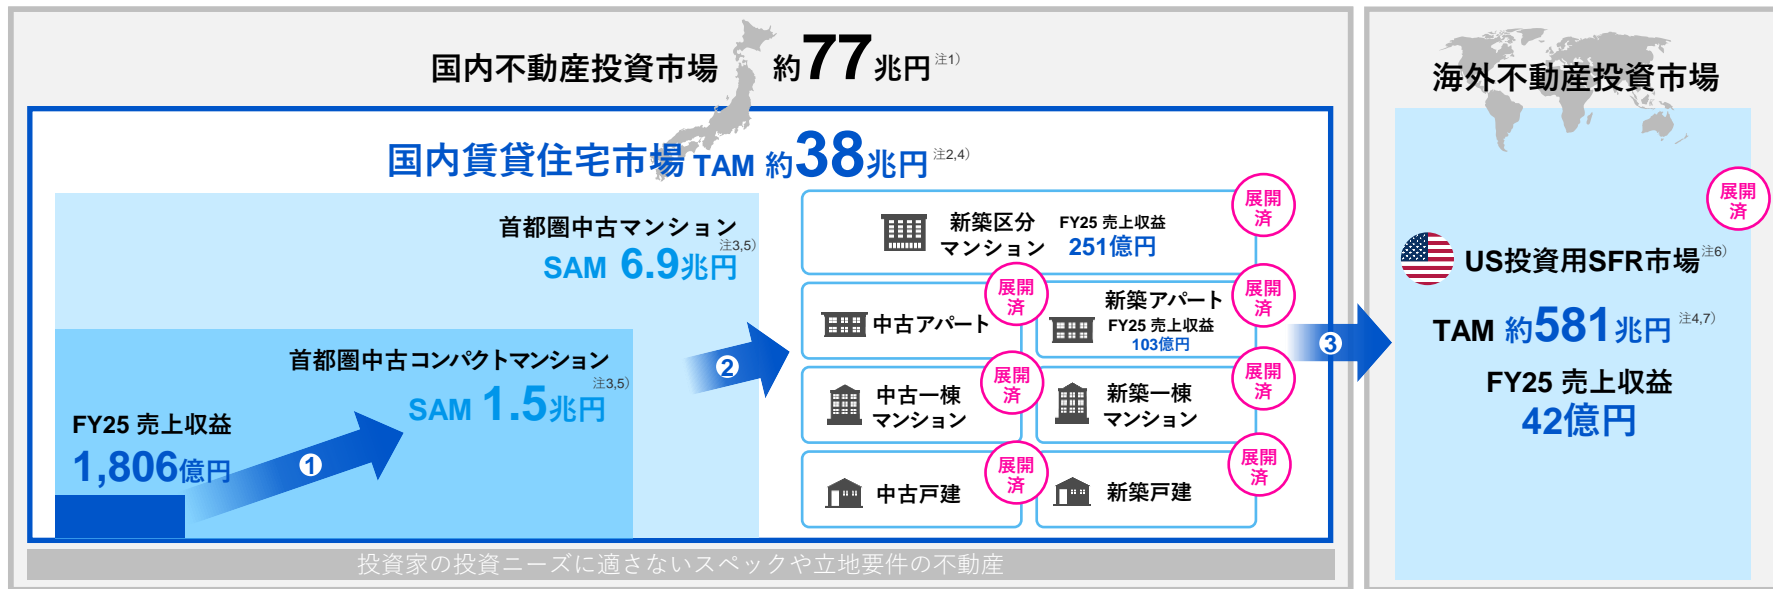 国内不動産投資市場 約77兆円 注1)
国内賃貸住宅市場 TAM 約38兆円 注2,4)
首都圏中古マンション
注3,5)
SAM 6.9兆円
首都圏中古コンパクトマンション
注3,5)
SAM 1.5兆円
FY25 売上収益
1,806億円
①
②
新築区分
マンション
FY25 売上収益
251億円
展開
済
中古アパート
展開
済
新築アパート
FY25 売上収益
103億円
展開
済
中古一棟
マンション
展開
済
新築一棟
マンション
展開
済
中古戸建
展開
済
新築戸建
展開
済
投資家の投資ニーズに適さないスペックや立地要件の不動産
③
海外不動産投資市場
展開
済
US投資用SFR市場 注6)
TAM 約581兆円 注4,7)
FY25 売上収益
42億円